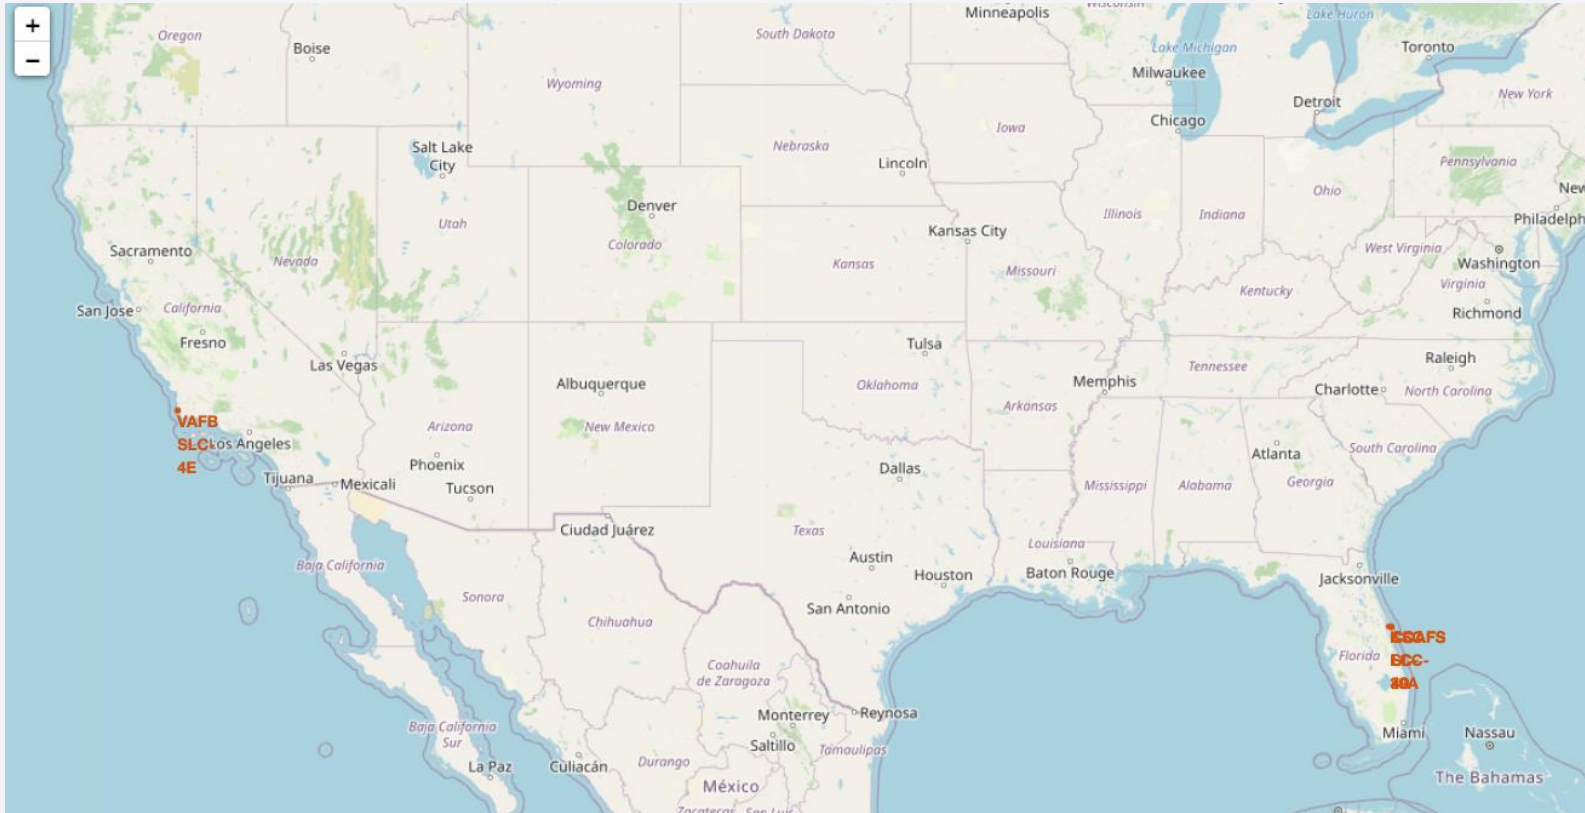 +
−
Oregon
Boise
Wyoming
South Dakota
Minneapolis
Lake Michigan
Milwaukee
Lake Huron
Toronto
Detroit
New York
Chicago
Iowa
Nebraska
Lincoln
Salt Lake
City
Utah
Denver
Colorado
Kansas City
Kansas
Missouri
Illinois
Indiana
Ohio
Pennsylvania
New
Philadelph
West Virginia
Washington
Virginia
Richmond
Kentucky
Sacramento
Nevada
San Jose
California
Fresno
Las Vegas
Albuquerque
Tulsa
Oklahoma
Memphis
Tennessee
Raleigh
Charlotte
North Carolina
Arkansas
South Carolina
Atlanta
Georgia
Mississippi
Alabama
VAFB
SLC-
4E
Los Angeles
Tijuana
Mexicali
Arizona
Phoenix
Tucson
New Mexico
Dallas
Ciudad Juárez
Texas
Louisiana
Austin
Houston
Baton Rouge
San Antonio
Jacksonville
Baja California
Sonora
Chihuahua
Florida
Coahuila
de Zaragoza
Monterrey
Reynosa
Saltillo
Tamaulipas
Miami
Nassau
The Bahamas
Baja California
Sur
La Paz
Culiacán
Durango
México